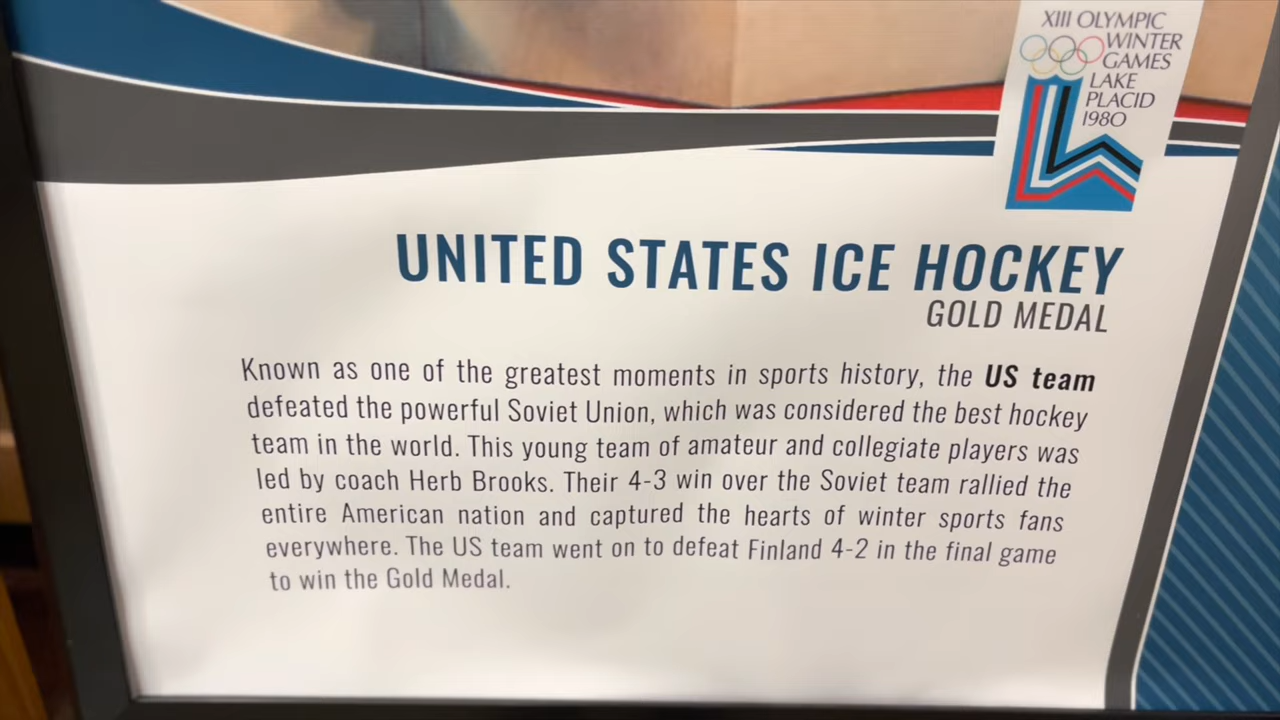 XIII OLYMPIC
WINTER
GAMES
LAKE
PLACID
1980
UNITED STATES ICE HOCKEY
GOLD MEDAL
Known as one of the greatest moments in sports history, the US team
defeated the powerful Soviet Union, which was considered the best hockey
team in the world. This young team of amateur and collegiate players was
led by coach Herb Brooks. Their 4-3 win over the Soviet team rallied the
entire American nation and captured the hearts of winter sports fans
everywhere. The US team went on to defeat Finland 4-2 in the final game
to win the Gold Medal.